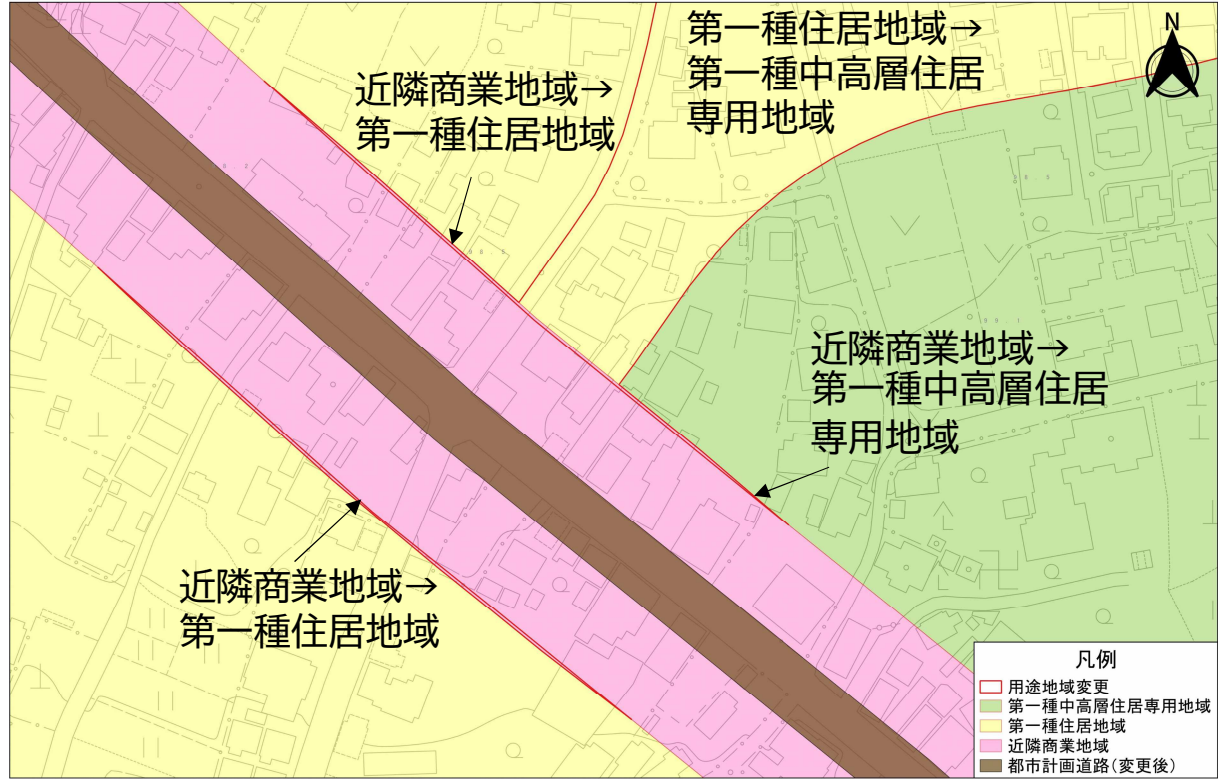 第一種住居地域→
第一種中高層住居
専用地域
N
近隣商業地域→
第一種住居地域
近隣商業地域→
第一種中高層住居
専用地域
近隣商業地域→
第一種住居地域
凡例
用途地域変更
第一種中高層住居専用地域
第一種住居地域
近隣商業地域
都市計画道路(変更後)